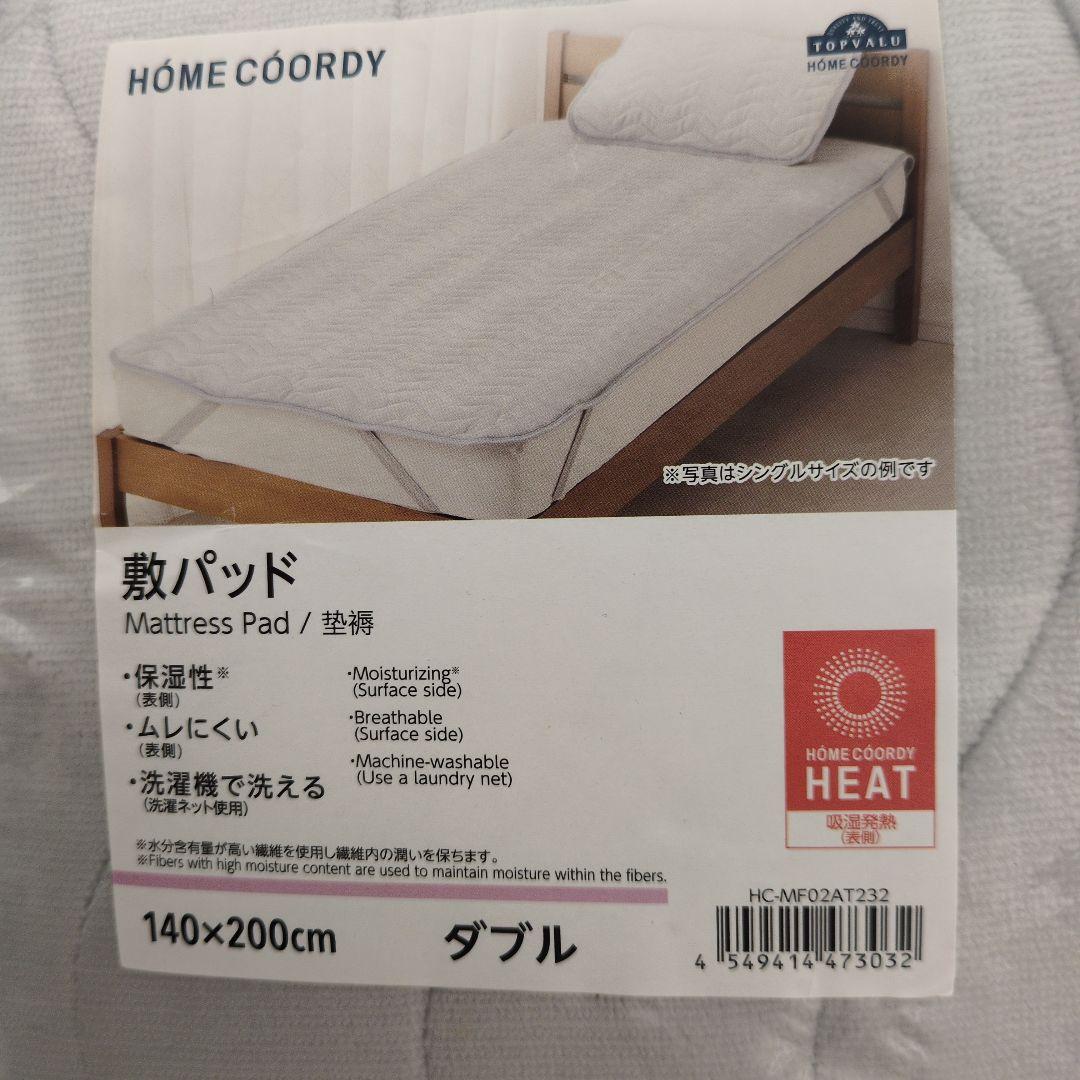 HÓME CÓORDY
QUALITY AND TRUST
TOPVALU
HÓME CÓORDY
※写真はシングルサイズの例です
敷パッド
Mattress Pad / 垫褥
・保湿性※
（表側）
・ムレにくい
（表側）
・洗濯機で洗える
（洗濯ネット使用）
・Moisturizing※
(Surface side)
・Breathable
(Surface side)
・Machine-washable
(Use a laundry net)
HÓME CÓORDY
HEAT
吸湿発熱
（表側）
※水分含有量が高い繊維を使用し繊維内の潤いを保ちます。
※Fibers with high moisture content are used to maintain moisture within the fibers.
140×200cm ダブル
HC-MF02AT232
4 549414 473032